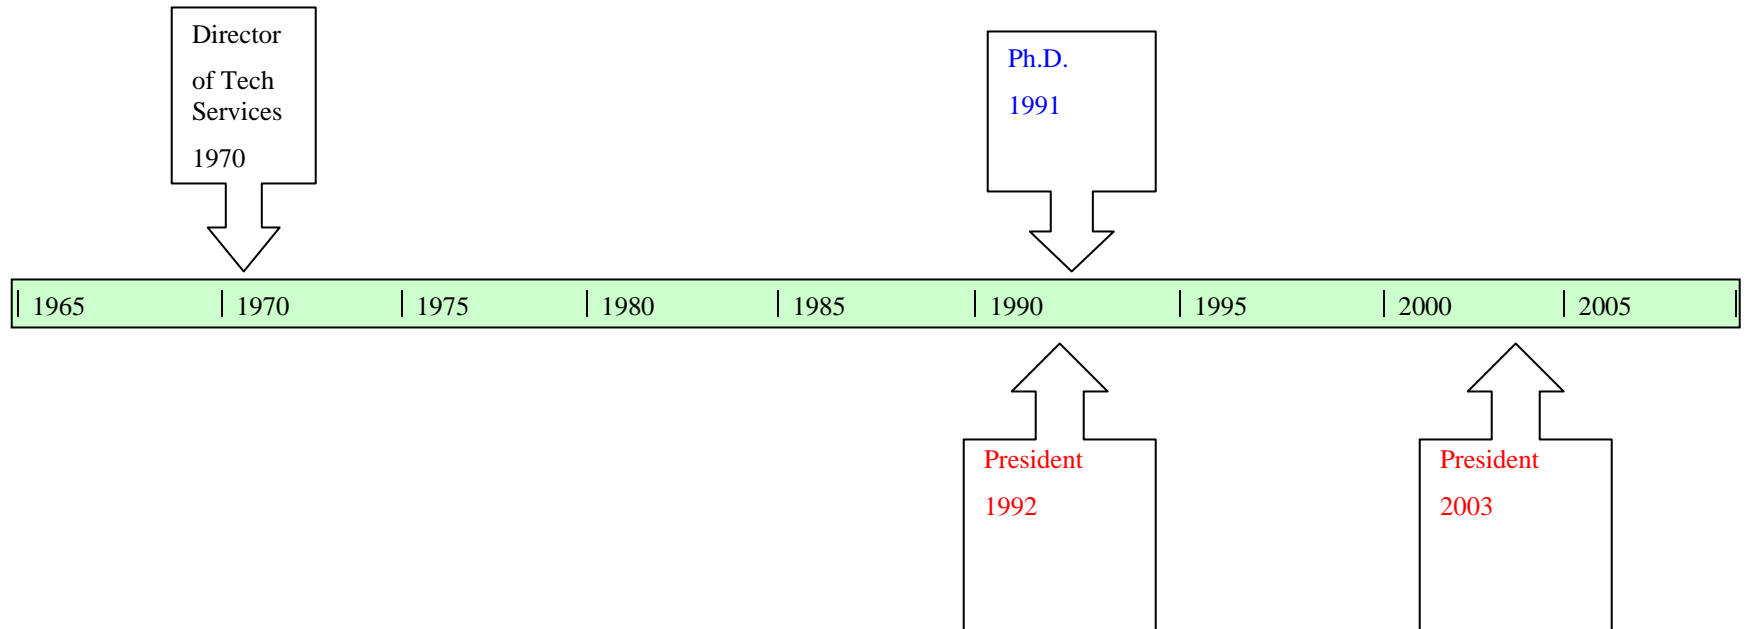 Director
of Tech
Services
1970
Ph.D.
1991
1965 1970 1975 1980 1985 1990 1995 2000 2005
President
1992
President
2003